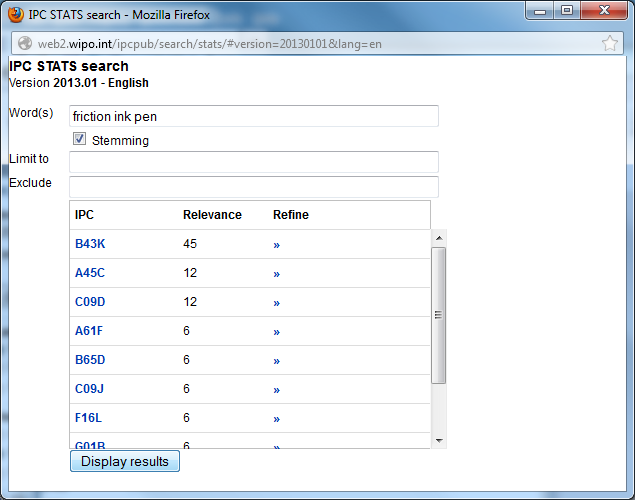 IPC STATS search - Mozilla Firefox
web2.wipo.int/ipcpub/search/stats/#version=20130101&lang=en
IPC STATS search
Version 2013.01 - English
Word(s) friction ink pen
Stemming
Limit to
Exclude
IPC Relevance Refine
B43K 45 »
A45C 12 »
C09D 12 »
A61F 6 »
B65D 6 »
C09J 6 »
F16L 6 »
G01B 6 »
Display results